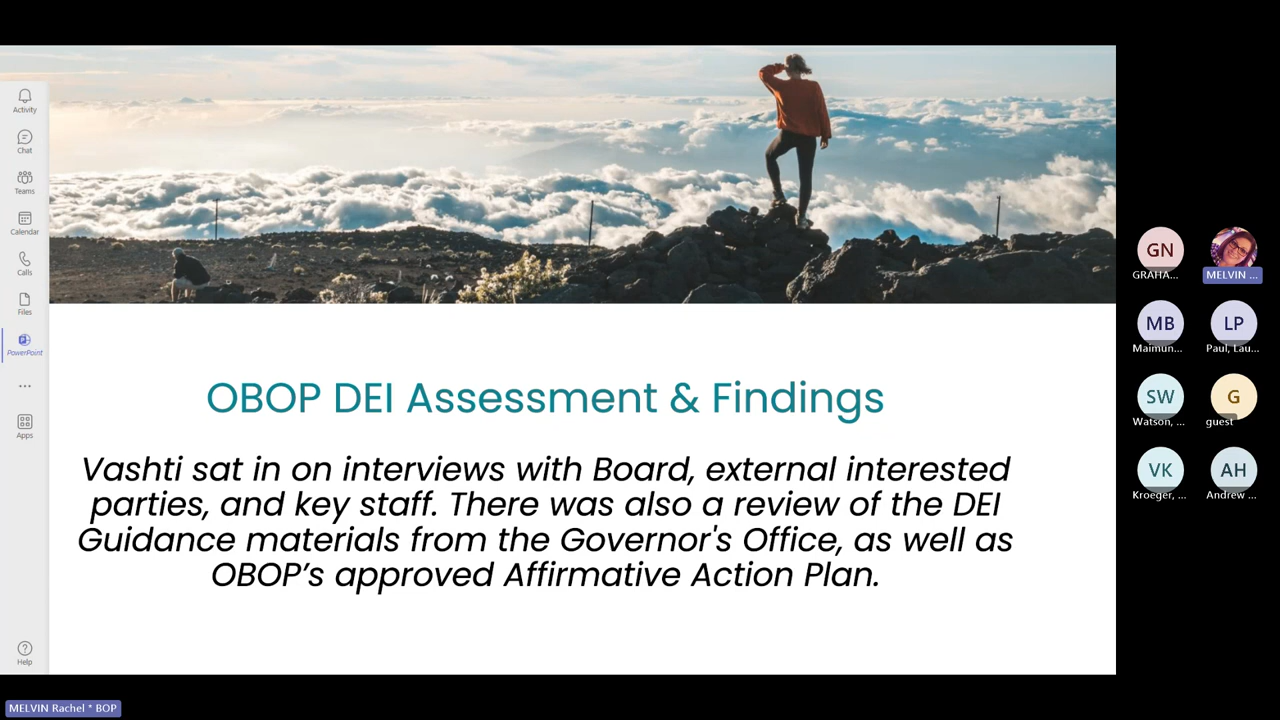 Activity
Chat
Teams
Calendar
Calls
Files
PowerPoint
...
Apps
Help
OBOP DEI Assessment & Findings
Vashti sat in on interviews with Board, external interested
parties, and key staff. There was also a review of the DEI
Guidance materials from the Governor's Office, as well as
OBOP’s approved Affirmative Action Plan.
GN
GRAHA...
MELVIN ...
MB
Maimun...
LP
Paul, Lau...
SW
Watson, ...
G
guest
VK
Kroeger, ...
AH
Andrew ...
MELVIN Rachel * BOP